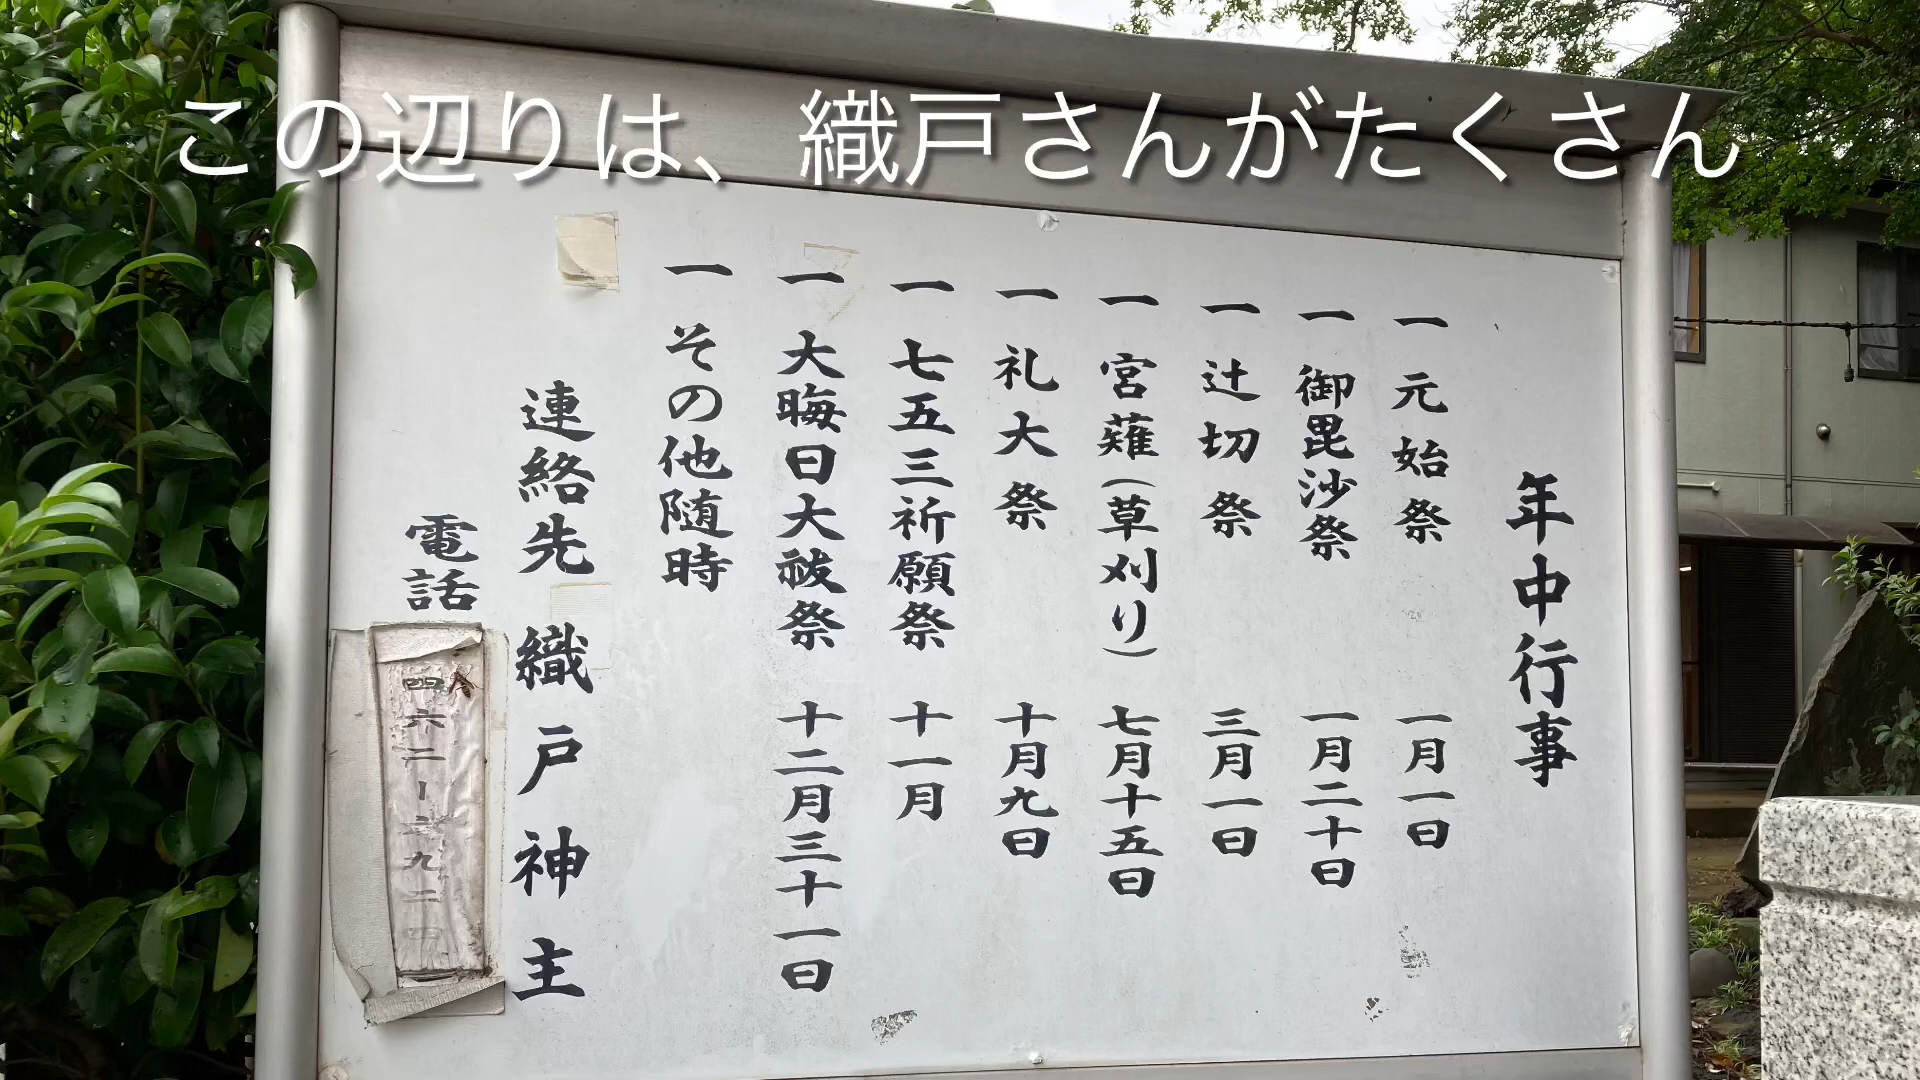 この辺りは、織戸さんがたくさん
年中行事
一 元始祭 一月一日
一 御毘沙祭 一月二十日
一 辻切祭 三月一日
一 宮薙(草刈り) 七月十五日
一 礼大祭 十月九日
一 七五三祈願祭 十一月
一 大晦日大祓祭 十二月三十一日
一 その他随時
連絡先 織戸神主
電話 四六二ー